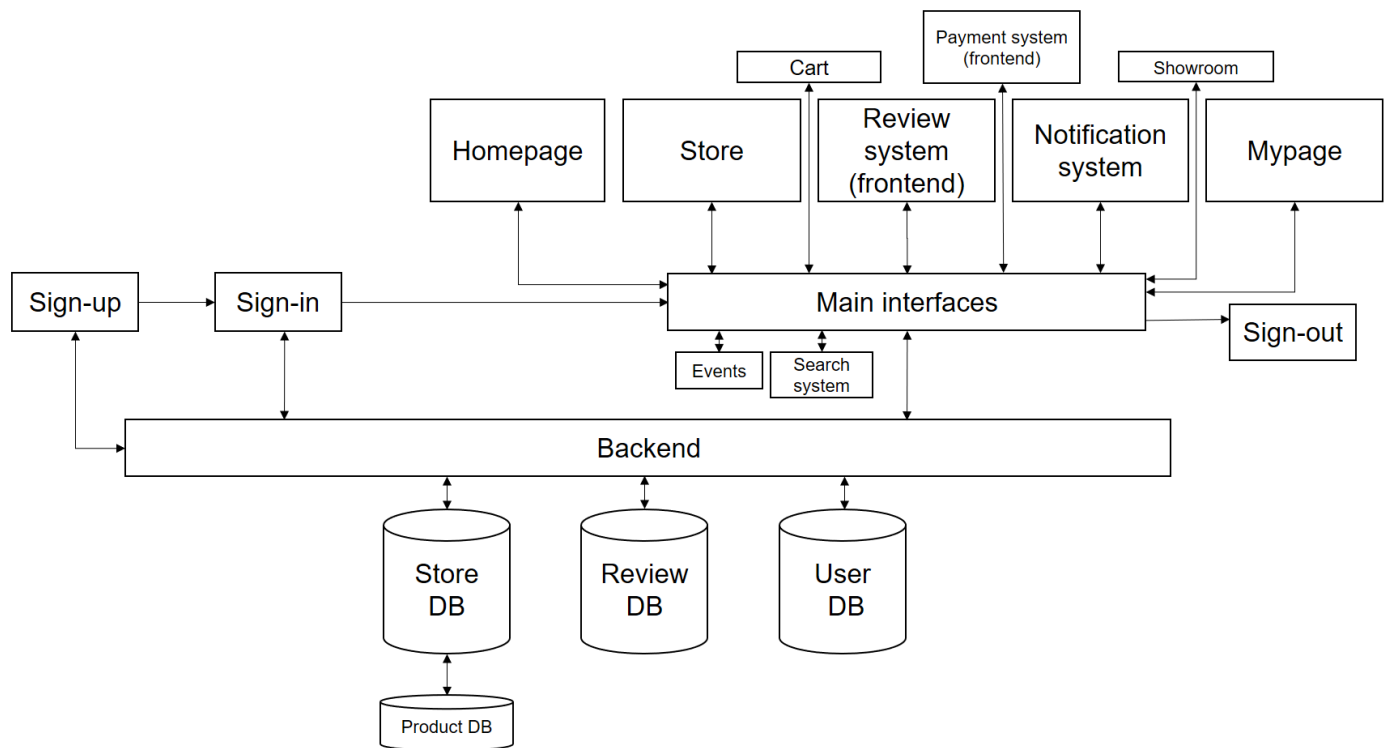 Payment system
(frontend)
Cart
Showroom
Homepage
Store
Review
system
(frontend)
Notification
system
Mypage
Sign-up
Sign-in
Main interfaces
Sign-out
Events
Search
system
Backend
Store
DB
Review
DB
User
DB
Product DB